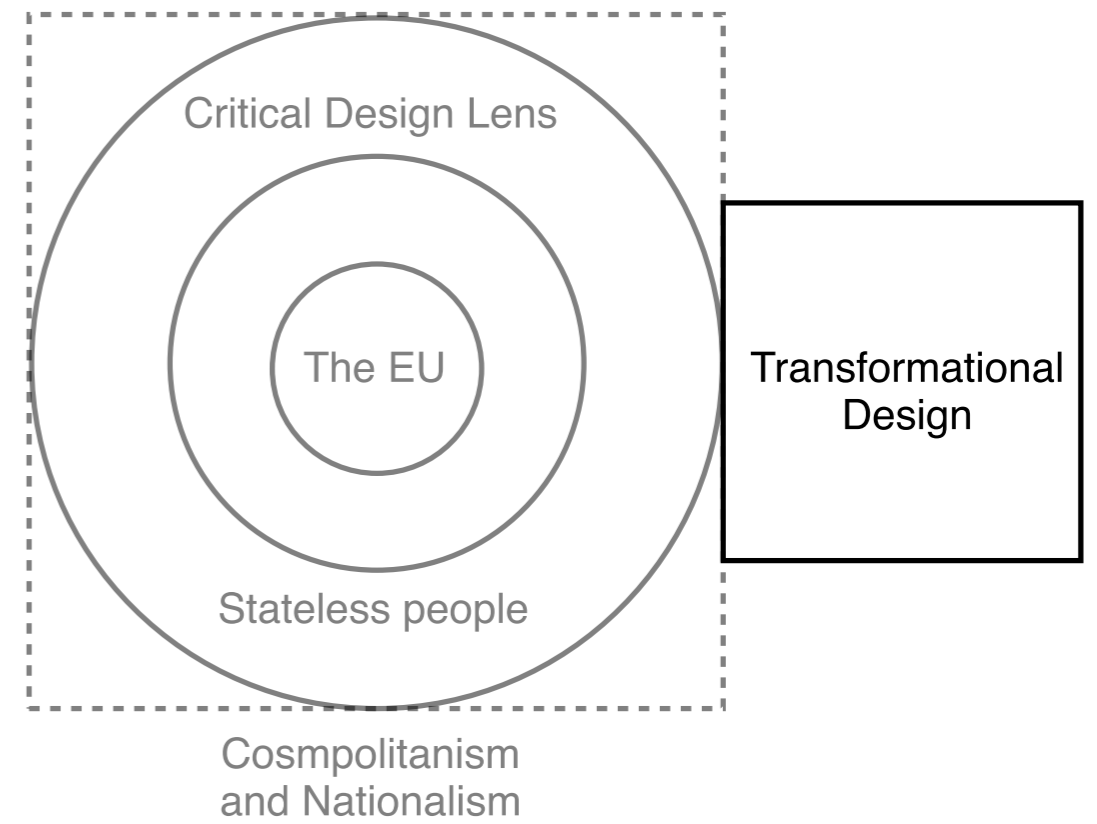 Critical Design Lens
The EU
Transformational
Design
Stateless people
Cosmpolitanism
and Nationalism